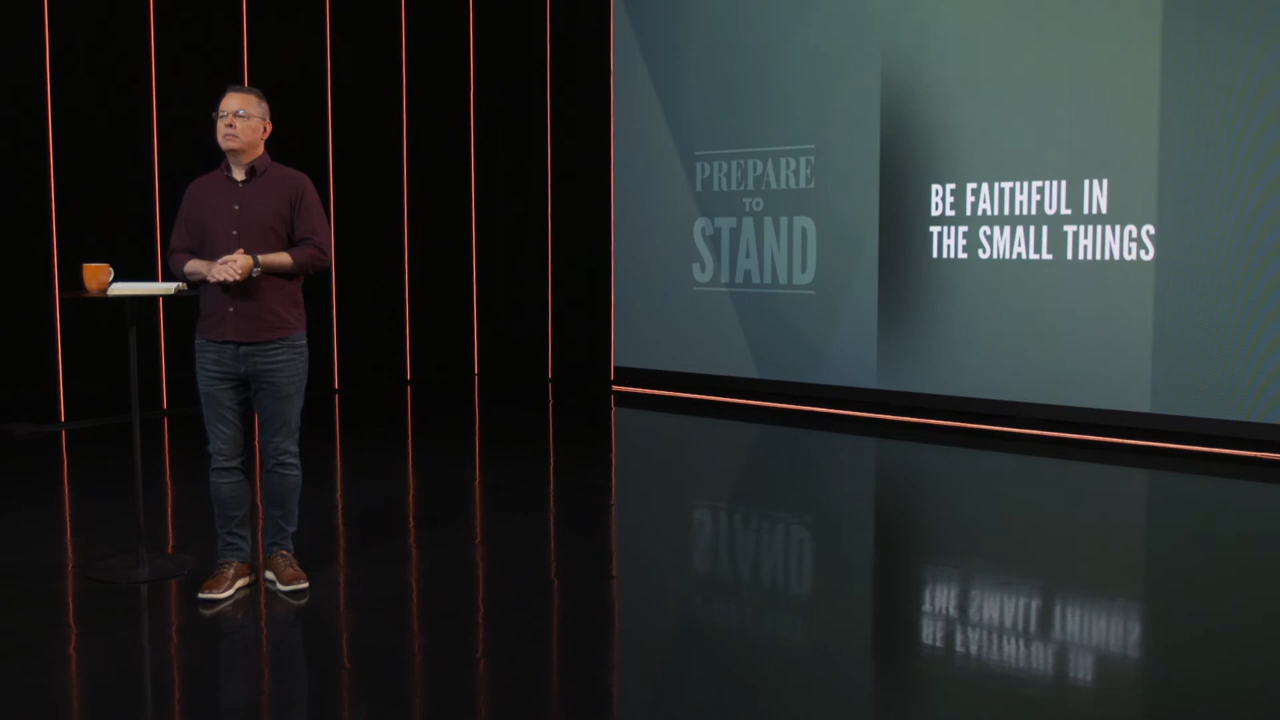 PREPARE
TO
STAND
BE FAITHFUL IN
THE SMALL THINGS